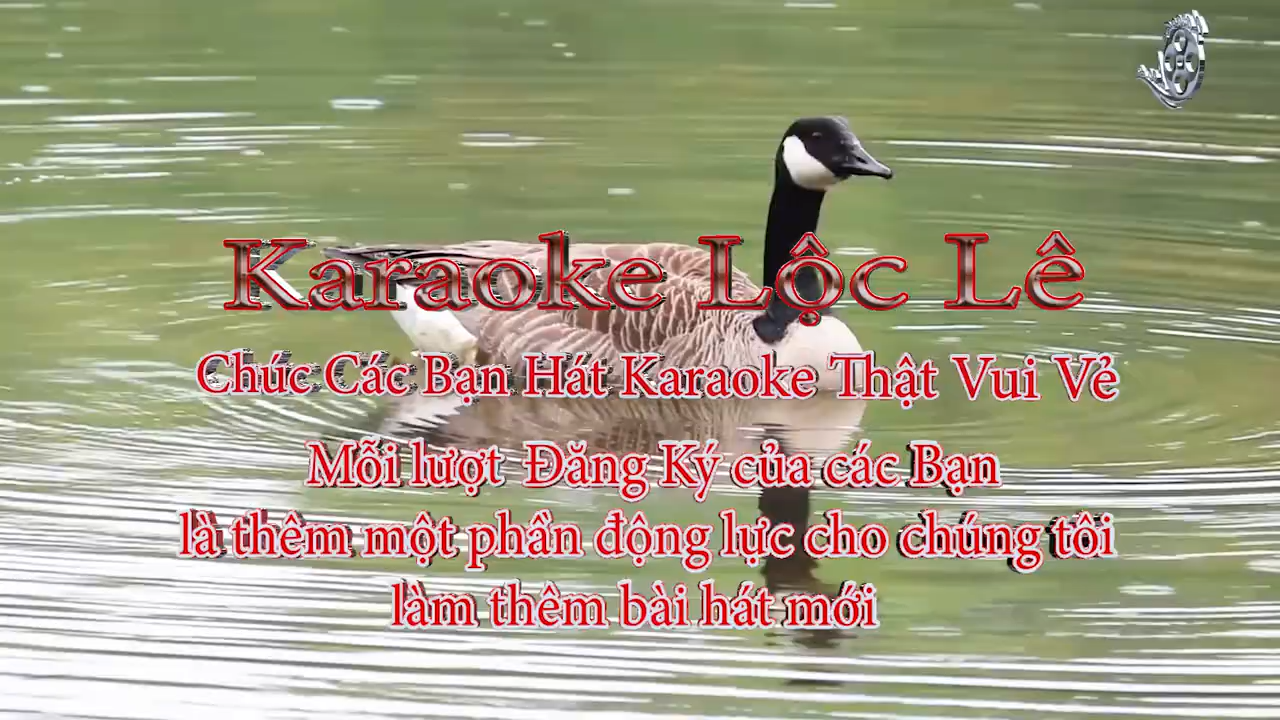 Karaoke Lộc Lê
Chúc Các Bạn Hát Karaoke Thật Vui Vẻ
Mỗi lượt Đăng Ký của các Bạn
là thêm một phần động lực cho chúng tôi
làm thêm bài hát mới